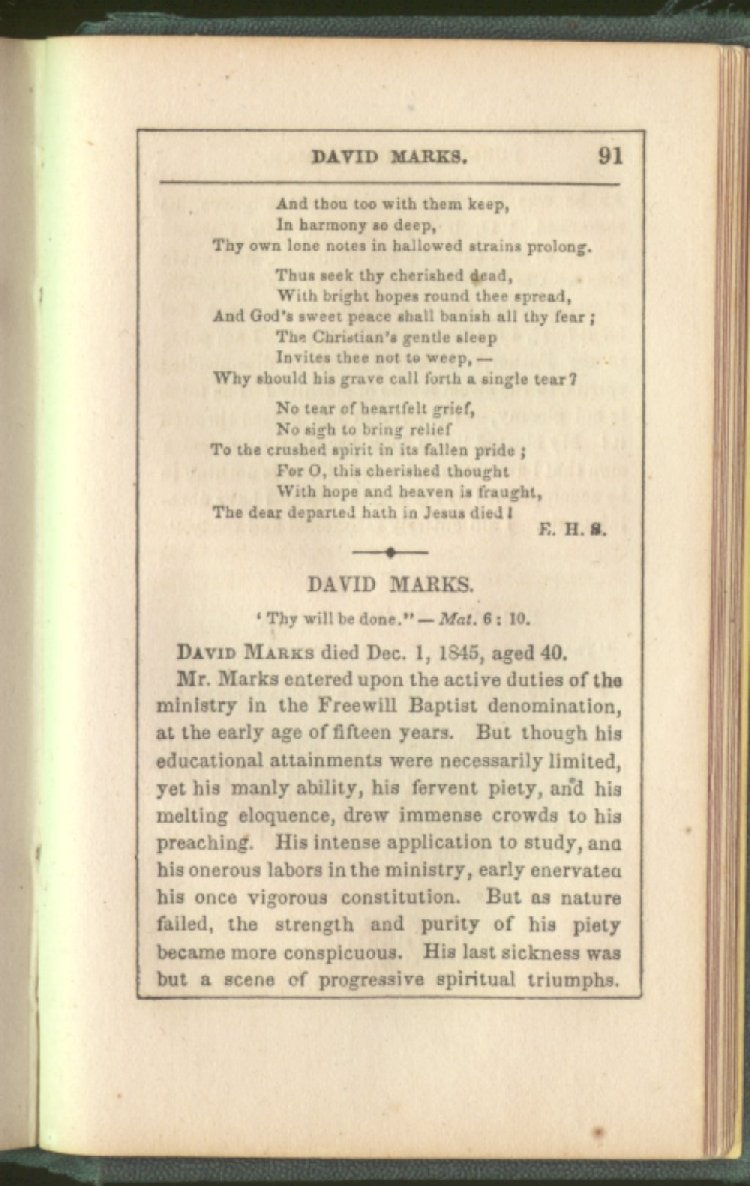 DAVID MARKS. 91
And thou too with them keep,
In harmony so deep,
Thy own lone notes in hallowed strains prolong.
Thus seek thy cherished dead,
With bright hopes round thee spread,
And God's sweet peace shall banish all thy fear ;
The Christian's gentle sleep
Invites thee not to weep, —
Why should his grave call forth a single tear ?
No tear of heartfelt grief,
No sigh to bring relief
To the crushed spirit in its fallen pride ;
For O, this cherished thought
With hope and heaven is fraught,
The dear departed hath in Jesus died !
E. H. S.
DAVID MARKS.
‘ Thy will be done.” — Mat. 6 : 10.
DAVID MARKS died Dec. 1, 1845, aged 40.
Mr. Marks entered upon the active duties of the
ministry in the Freewill Baptist denomination,
at the early age of fifteen years. But though his
educational attainments were necessarily limited,
yet his manly ability, his fervent piety, and his
melting eloquence, drew immense crowds to his
preaching. His intense application to study, and
his onerous labors in the ministry, early enervated
his once vigorous constitution. But as nature
failed, the strength and purity of his piety
became more conspicuous. His last sickness was
but a scene of progressive spiritual triumphs.